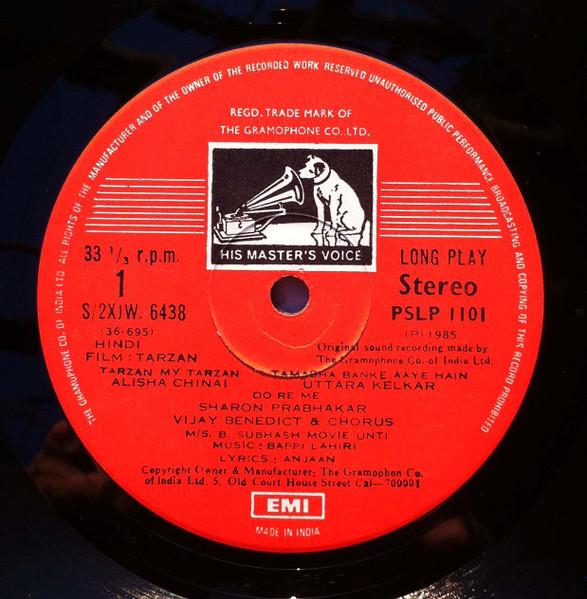 ALL RIGHTS OF THE MANUFACTURER AND OF THE OWNER OF THE RECORDED WORK RESERVED UNAUTHORISED PUBLIC PERFORMANCE BROADCASTING AND COPYING OF THIS RECORD PROHIBITED
THE GRAMOPHONE CO. OF INDIA LTD
REGD. TRADE MARK OF
THE GRAMOPHONE CO. LTD.
HIS MASTER'S VOICE
33 1/3 r.p.m.
LONG PLAY
1
Stereo
S/2XJW. 6438
PSLP 1101
(36-695)
(P) 1985
HINDI
Original sound recording made by
FILM: TARZAN
The Gramophone Co. of India Ltd.
TARZAN MY TARZAN
TAMASHA BANKE AAYE HAIN
ALISHA CHINAI
UTTARA KELKAR
DO RE ME
SHARON PRABHAKAR
VIJAY BENEDICT & CHORUS
M/S. B. SUBHASH MOVIE UNTI
MUSIC: BAPPI LAHIRI
LYRICS: ANJAAN
Copyright Owner & Manufacturer; The Gramophon Co.
of India Ltd. 5, Old Court House Street Cal—700001
EMI
MADE IN INDIA